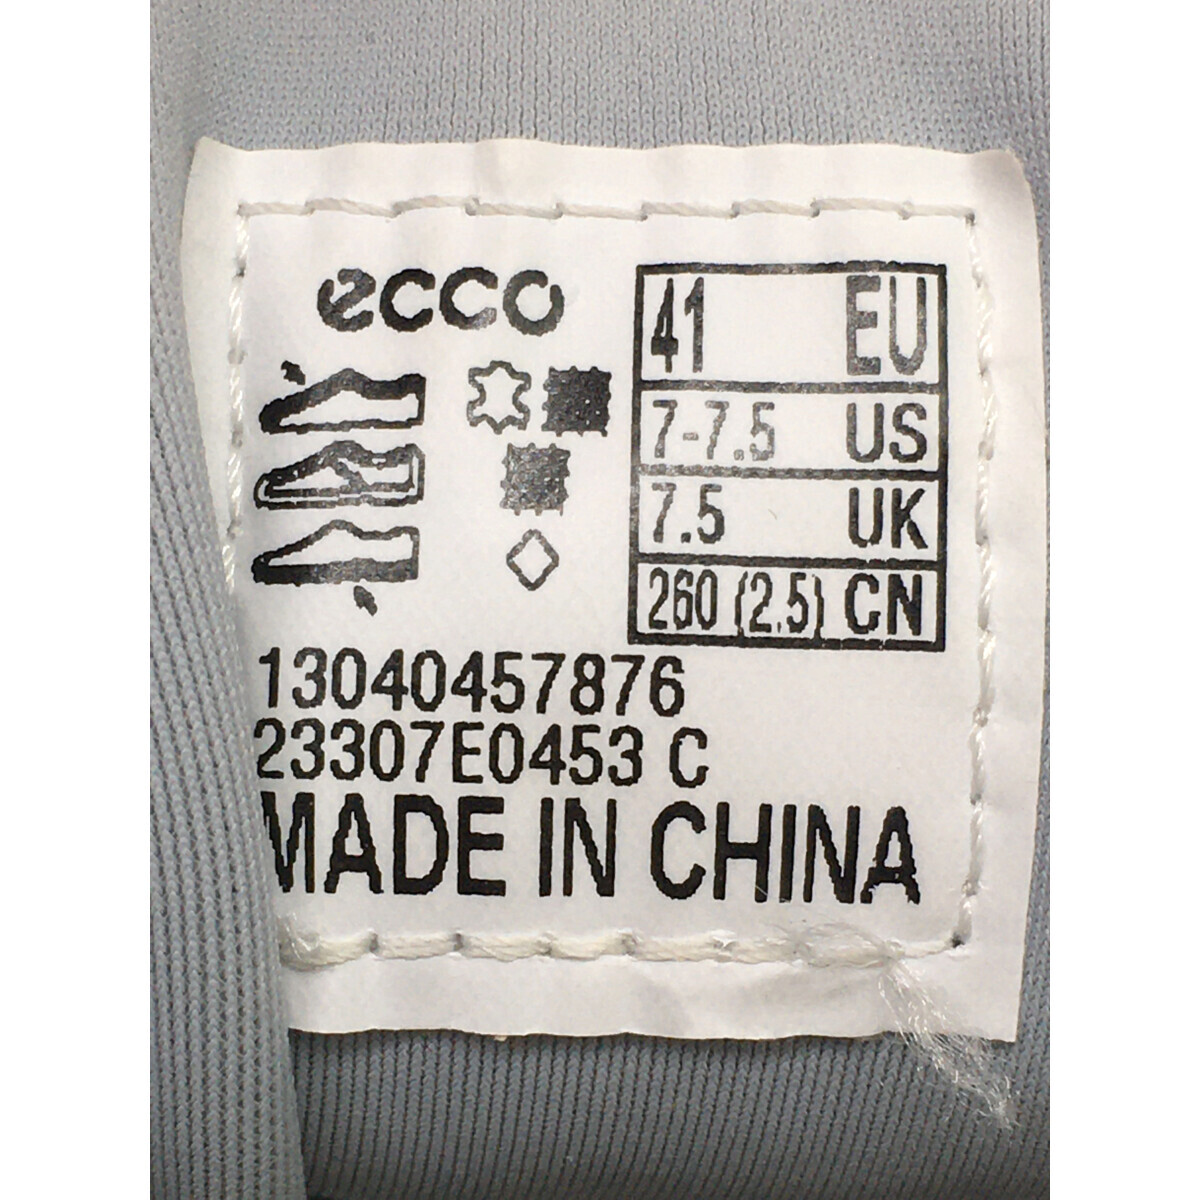 ecco
41 EU
7-7.5 US
7.5 UK
260 (2.5) CN
13040457876
23307E0453 C
MADE IN CHINA